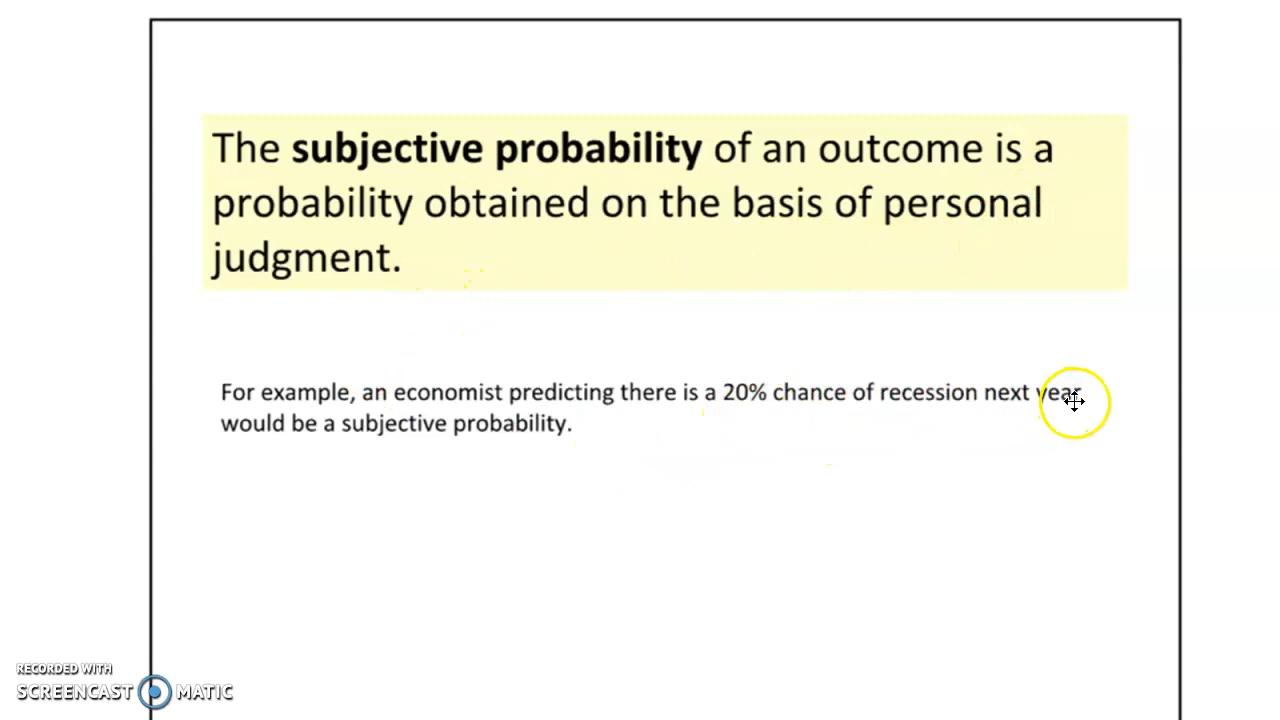 The subjective probability of an outcome is a
probability obtained on the basis of personal
judgment.
For example, an economist predicting there is a 20% chance of recession next year
would be a subjective probability.
RECORDED WITH
SCREENCAST MATIC